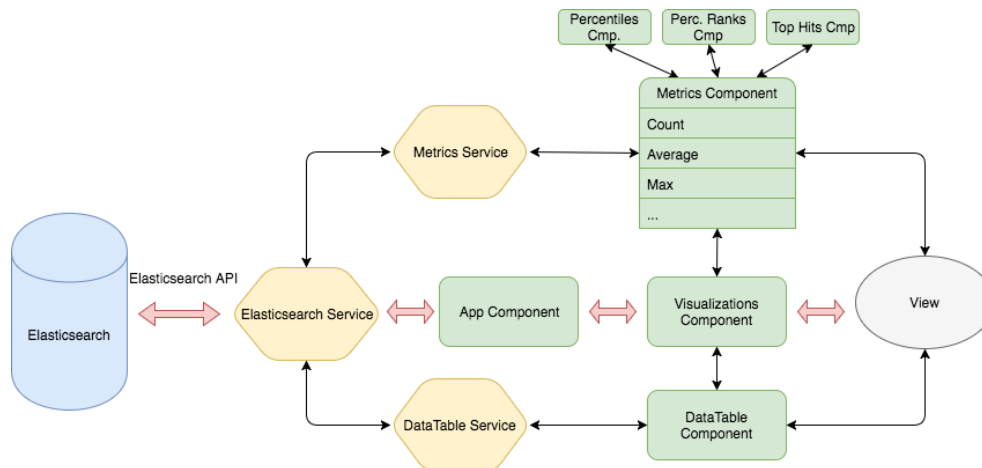 Percentiles
Cmp.
Perc. Ranks
Cmp
Top Hits Cmp
Metrics Component
Count
Average
Max
...
Metrics Service
Elasticsearch API
Elasticsearch
Elasticsearch Service
App Component
Visualizations
Component
View
DataTable Service
DataTable
Component